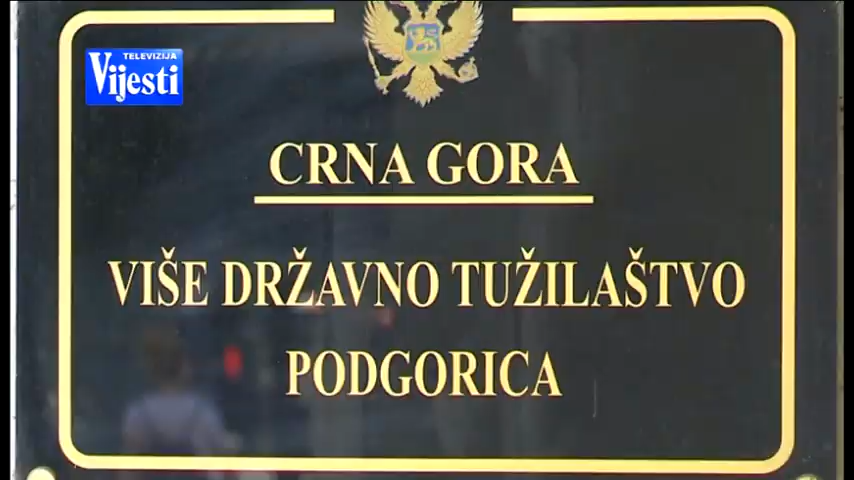 TELEVIZIJA
Vijesti
CRNA GORA
VIŠE DRŽAVNO TUŽILAŠTVO
PODGORICA